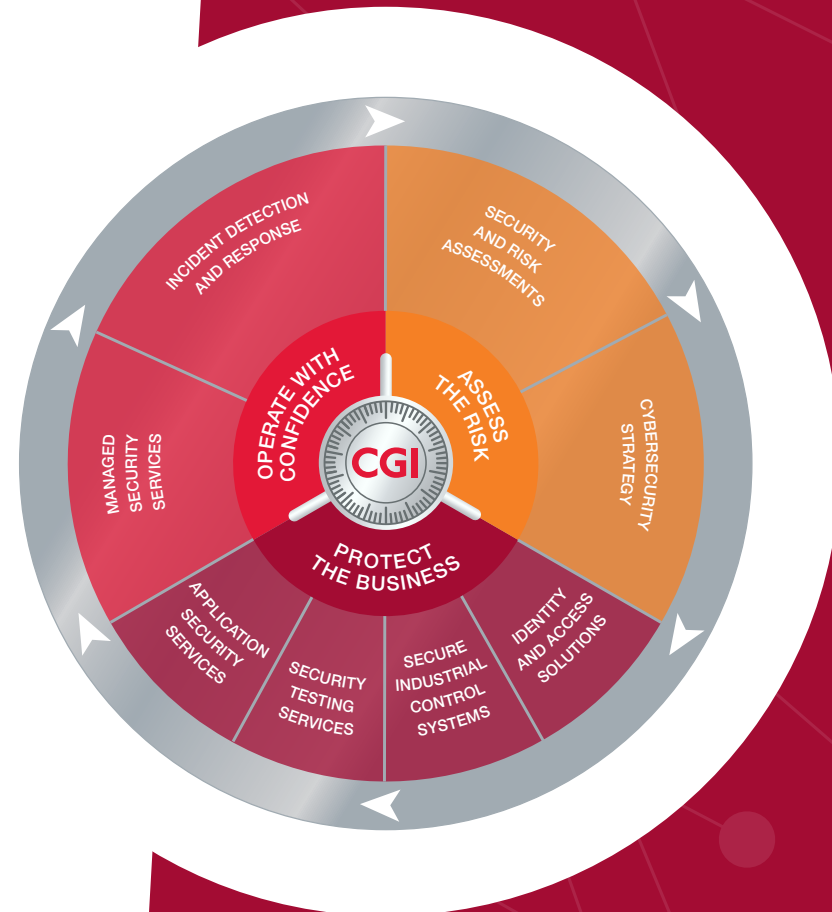 INCIDENT DETECTION
AND RESPONSE
SECURITY
AND RISK
ASSESSMENTS
OPERATE WITH
CONFIDENCE
ASSESS
THE RISK
MANAGED
SECURITY
SERVICES
CGI
CYBERSECURITY
STRATEGY
PROTECT
THE BUSINESS
APPLICATION
SECURITY
SERVICES
SECURITY
TESTING
SERVICES
SECURE
INDUSTRIAL
CONTROL
SYSTEMS
IDENTITY
AND ACCESS
SOLUTIONS